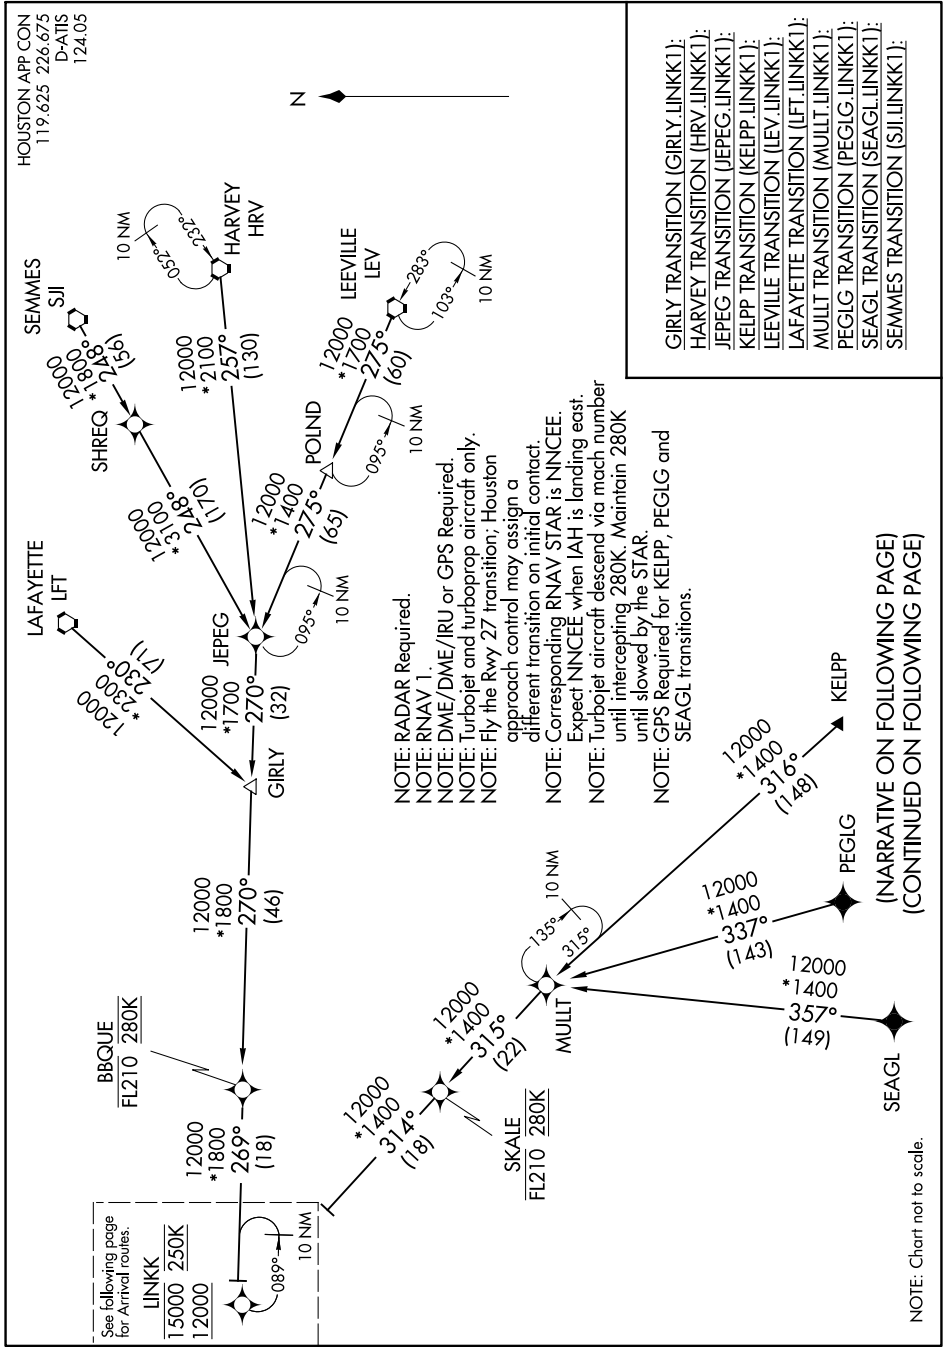 HOUSTON APP CON
119.625 226.675
D-ATIS
124.05
N
LAFAYETTE
LFT
12000
*2300
230°
(71)
SEMMES
SJI
12000
*1800
248°
(56)
SHREQ
12000
*3100
248°
(170)
10 NM
052°
232°
HARVEY
HRV
12000
*2100
257°
(130)
LEEVILLE
LEV
283°
103°
10 NM
12000
*1700
275°
(60)
POLND
095°
10 NM
12000
*1400
275°
(65)
JEPEG
095°
10 NM
12000
*1700
270°
(32)
GIRLY
12000
*1800
270°
(46)
BBQUE
FL210 280K
12000
*1800
269°
(18)
See following page
for Arrival routes.
LINKK
15000 250K
12000
089°
10 NM
12000
*1400
314°
(18)
SKALE
FL210 280K
12000
*1400
315°
(22)
MULLT
135°
315°
10 NM
12000
*1400
316°
(148)
KELPP
12000
*1400
337°
(143)
PEGLG
12000
*1400
357°
(149)
SEAGL
NOTE: RADAR Required.
NOTE: RNAV 1.
NOTE: DME/DME/IRU or GPS Required.
NOTE: Turbojet and turboprop aircraft only.
NOTE: Fly the Rwy 27 transition; Houston
approach control may assign a
different transition on initial contact.
NOTE: Corresponding RNAV STAR is NNCEE.
Expect NNCEE when IAH is landing east.
NOTE: Turbojet aircraft descend via mach number
until intercepting 280K. Maintain 280K
until slowed by the STAR.
NOTE: GPS Required for KELPP, PEGLG and
SEAGL transitions.
GIRLY TRANSITION (GIRLY.LINKK1):
HARVEY TRANSITION (HRV.LINKK1):
JEPEG TRANSITION (JEPEG.LINKK1):
KELPP TRANSITION (KELPP.LINKK1):
LEEVILLE TRANSITION (LEV.LINKK1):
LAFAYETTE TRANSITION (LFT.LINKK1):
MULLT TRANSITION (MULLT.LINKK1):
PEGLG TRANSITION (PEGLG.LINKK1):
SEAGL TRANSITION (SEAGL.LINKK1):
SEMMES TRANSITION (SJI.LINKK1):
(NARRATIVE ON FOLLOWING PAGE)
(CONTINUED ON FOLLOWING PAGE)
NOTE: Chart not to scale.